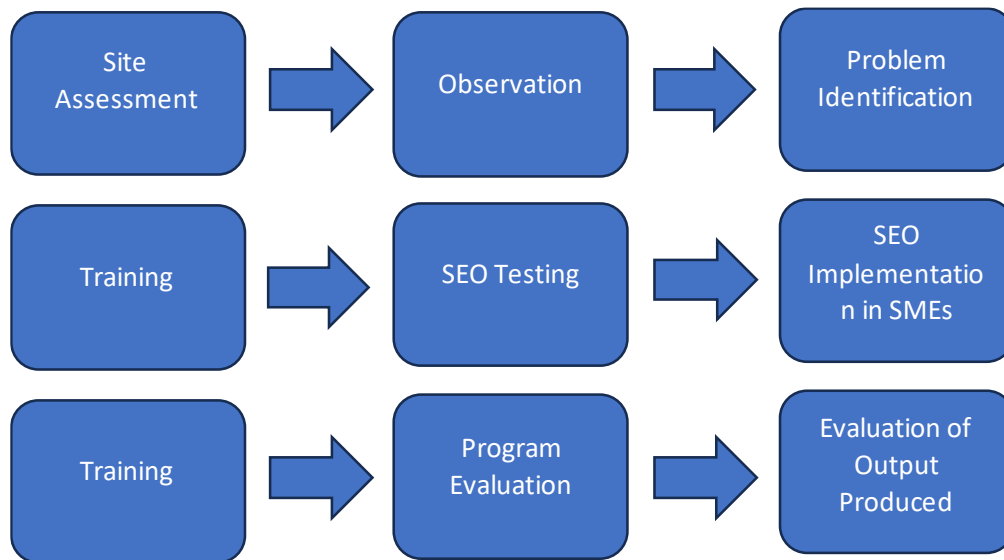 Site
Assessment
Observation
Problem
Identification
Training
SEO Testing
SEO
Implementatio
n in SMEs
Training
Program
Evaluation
Evaluation of
Output
Produced